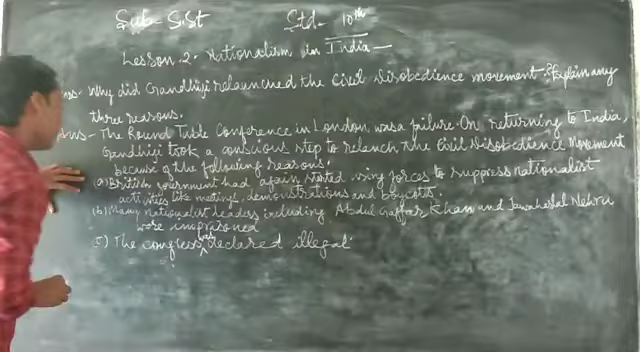 Sub- S.St Std- 10th
Lesson 2. Nationalism in India —
ns. Why did Gandhiji relaunched the Civil Disobedience movement? Explain any
three reasons.
Ans - The Round Table Conference in London was a failure. On returning to India,
Gandhiji took a conscious step to relanch the Civil Disobedience Movement
because of the following reasons.
(a) British government had again started using forces to suppress nationalist
activities like meetings, demonstrations and boycotts.
(b) Many nationalist leaders including Abdul Gaffar Khan and Jawaharlal Nehru
were imprisoned
c) The congress was declared illegal